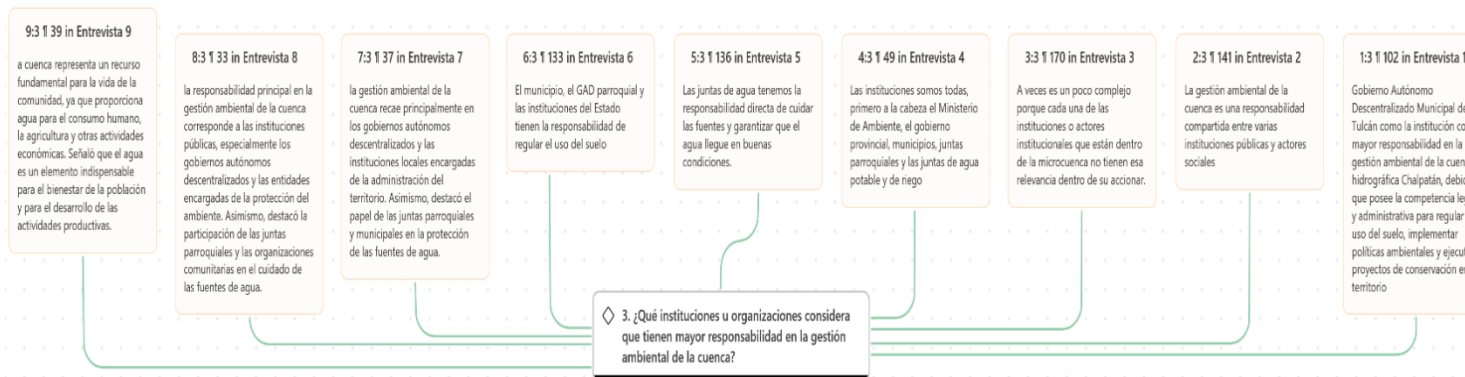 9:3 ¶ 39 in Entrevista 9
a cuenca representa un recurso
fundamental para la vida de la
comunidad, ya que proporciona
agua para el consumo humano,
la agricultura y otras actividades
económicas. Señaló que el agua
es un elemento indispensable
para el bienestar de la población
y para el desarrollo de las
actividades productivas.
8:3 ¶ 33 in Entrevista 8
la responsabilidad principal en la
gestión ambiental de la cuenca
corresponde a las instituciones
públicas, especialmente los
gobiernos autónomos
descentralizados y las entidades
encargadas de la protección del
ambiente. Asimismo, destacó la
participación de las juntas
parroquiales y las organizaciones
comunitarias en el cuidado de
las fuentes de agua.
7:3 ¶ 37 in Entrevista 7
la gestión ambiental de la
cuenca recae principalmente en
los gobiernos autónomos
descentralizados y las
instituciones locales encargadas
de la administración del
territorio. Asimismo, destacó el
papel de las juntas parroquiales
y municipales en la protección
de las fuentes de agua.
6:3 ¶ 133 in Entrevista 6
El municipio, el GAD parroquial y
las instituciones del Estado
tienen la responsabilidad de
regular el uso del suelo
5:3 ¶ 136 in Entrevista 5
Las juntas de agua tenemos la
responsabilidad directa de cuidar
las fuentes y garantizar que el
agua llegue en buenas
condiciones.
4:3 ¶ 49 in Entrevista 4
Las instituciones somos todas,
primero a la cabeza el Ministerio
de Ambiente, el gobierno
provincial, municipios, juntas
parroquiales y las juntas de agua
potable y de riego
3:3 ¶ 170 in Entrevista 3
A veces es un poco complejo
porque cada una de las
instituciones o actores
institucionales que están dentro
de la microcuenca no tienen esa
relevancia dentro de su accionar.
2:3 ¶ 141 in Entrevista 2
La gestión ambiental de la
cuenca es una responsabilidad
compartida entre varias
instituciones públicas y actores
sociales
1:3 ¶ 102 in Entrevista 1
Gobierno Autónomo
Descentralizado Municipal de
Tulcán como la institución
mayor responsabilidad en la
gestión ambiental de la
hidrográfica Chalpatán,
que posee la competencia
y administrativa para regular
uso del suelo, implementar
políticas ambientales y
proyectos de conservación
territorio
3. ¿Qué instituciones u organizaciones considera
que tienen mayor responsabilidad en la gestión
ambiental de la cuenca?